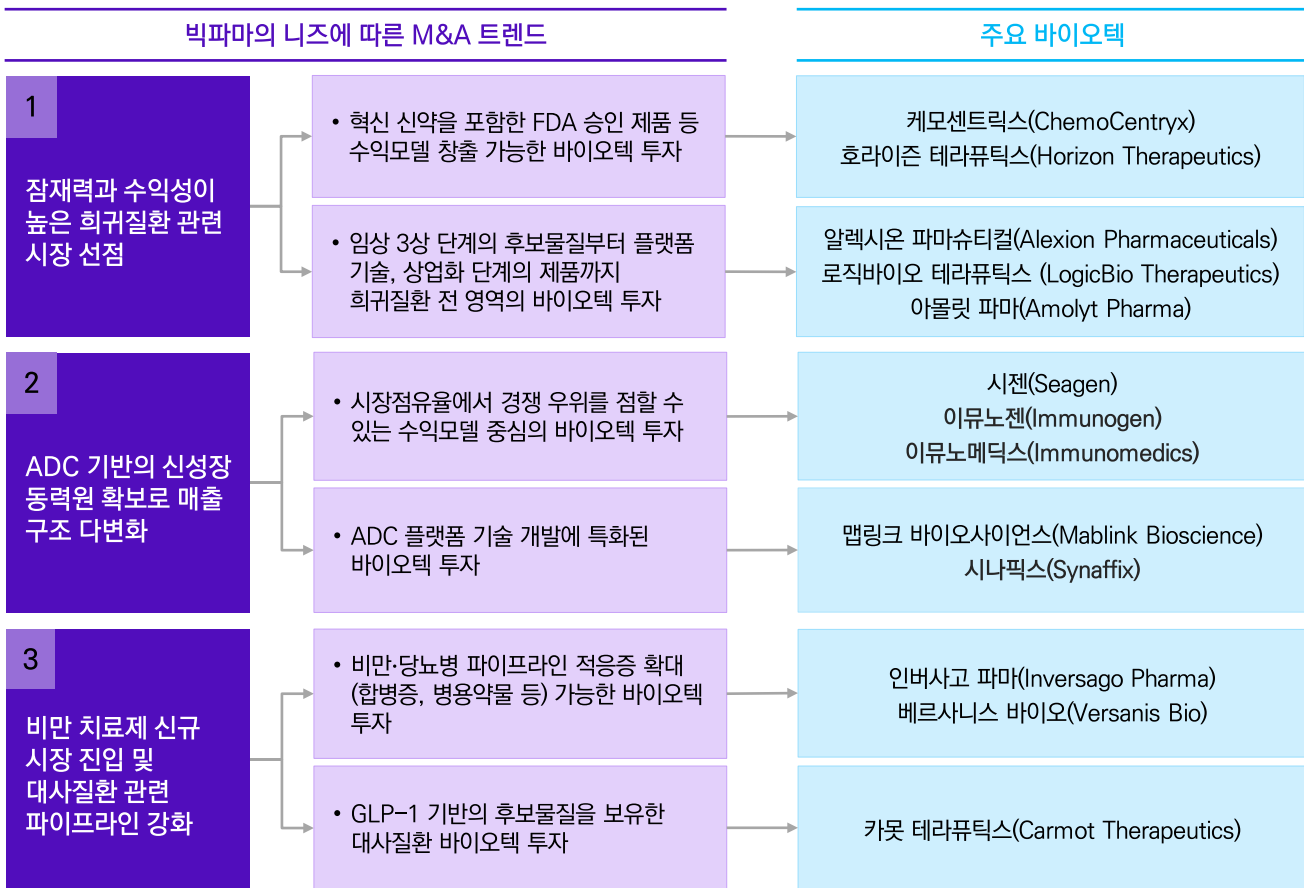 빅파마의 니즈에 따른 M&A 트렌드
주요 바이오텍
1
잠재력과 수익성이
높은 희귀질환 관련
시장 선점
• 혁신 신약을 포함한 FDA 승인 제품 등
수익모델 창출 가능한 바이오텍 투자
케모센트릭스(ChemoCentryx)
호라이즌 테라퓨틱스(Horizon Therapeutics)
• 임상 3상 단계의 후보물질부터 플랫폼
기술, 상업화 단계의 제품까지
희귀질환 전 영역의 바이오텍 투자
알렉시온 파마슈티컬(Alexion Pharmaceuticals)
로직바이오 테라퓨틱스 (LogicBio Therapeutics)
아몰릿 파마(Amolyt Pharma)
2
ADC 기반의 신성장
동력원 확보로 매출
구조 다변화
• 시장점유율에서 경쟁 우위를 점할 수
있는 수익모델 중심의 바이오텍 투자
시젠(Seagen)
이뮤노젠(Immunogen)
이뮤노메딕스(Immunomedics)
• ADC 플랫폼 기술 개발에 특화된
바이오텍 투자
맵링크 바이오사이언스(Mablink Bioscience)
시나픽스(Synaffix)
3
비만 치료제 신규
시장 진입 및
대사질환 관련
파이프라인 강화
• 비만·당뇨병 파이프라인 적응증 확대
(합병증, 병용약물 등) 가능한 바이오텍
투자
인버사고 파마(Inversago Pharma)
베르사니스 바이오(Versanis Bio)
• GLP-1 기반의 후보물질을 보유한
대사질환 바이오텍 투자
카못 테라퓨틱스(Carmot Therapeutics)